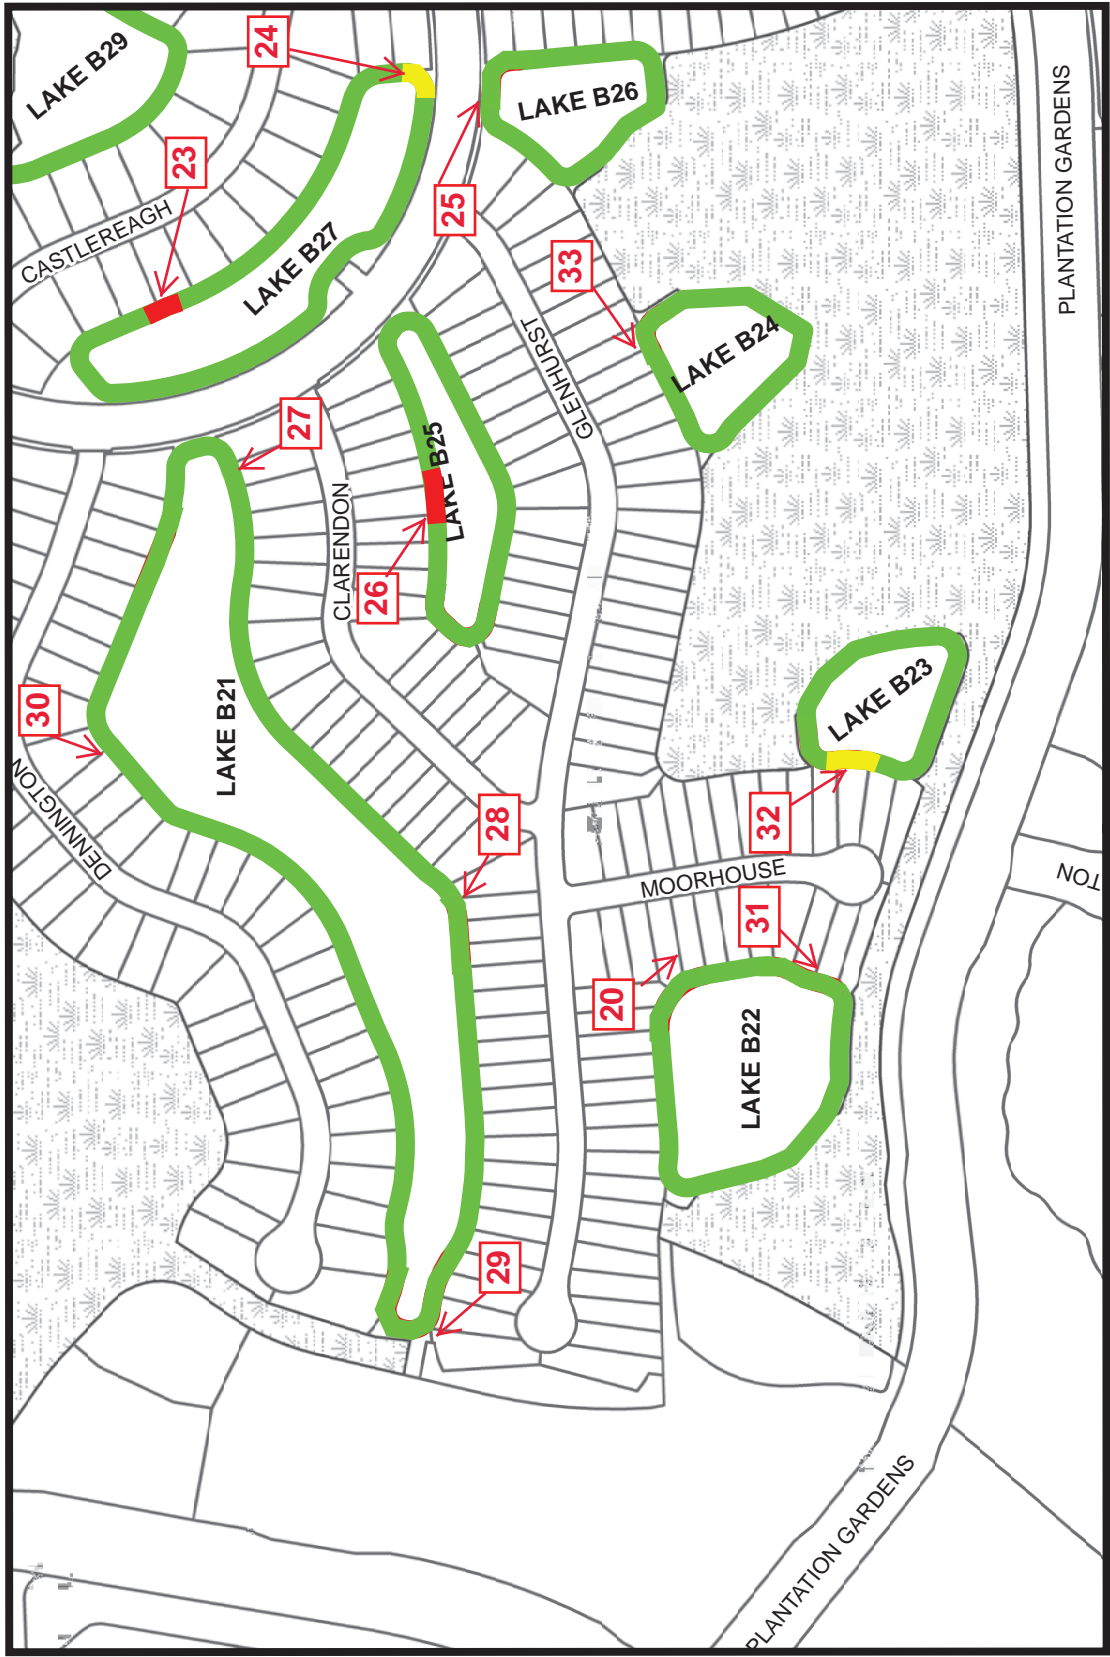 LAKE B29
24
LAKE B26
PLANTATION GARDENS
23
CASTLEREAGH
25
LAKE B27
33
LAKE B24
GLENHURST
27
LAKE B25
CLARENDON
26
30
LAKE B21
LAKE B23
DENNINGTON
28
32
MOORHOUSE
TON
31
20
LAKE B22
29
PLANTATION GARDENS